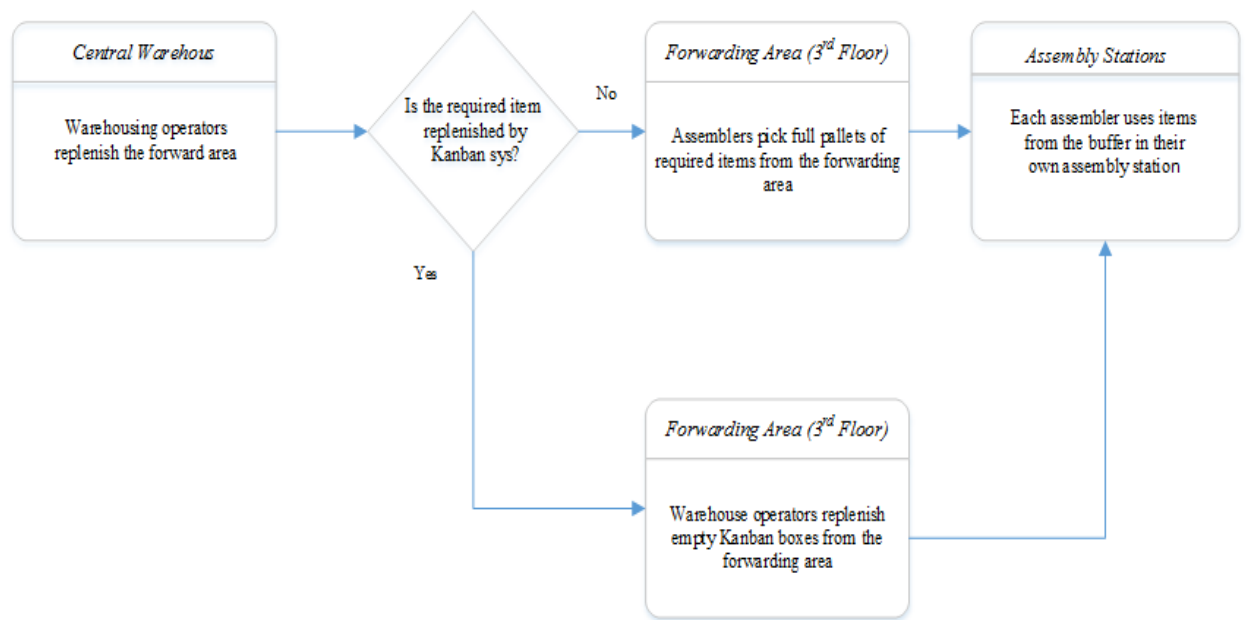 Central Warehous
Warehousing operators
replenish the forward area
Is the required item
replenished by
Kanban sys?
No
Yes
Forwarding Area (3rd Floor)
Assemblers pick full pallets of
required items from the forwarding
area
Assembly Stations
Each assembler uses items
from the buffer in their
own assembly station
Forwarding Area (3rd Floor)
Warehouse operators replenish
empty Kanban boxes from the
forwarding area